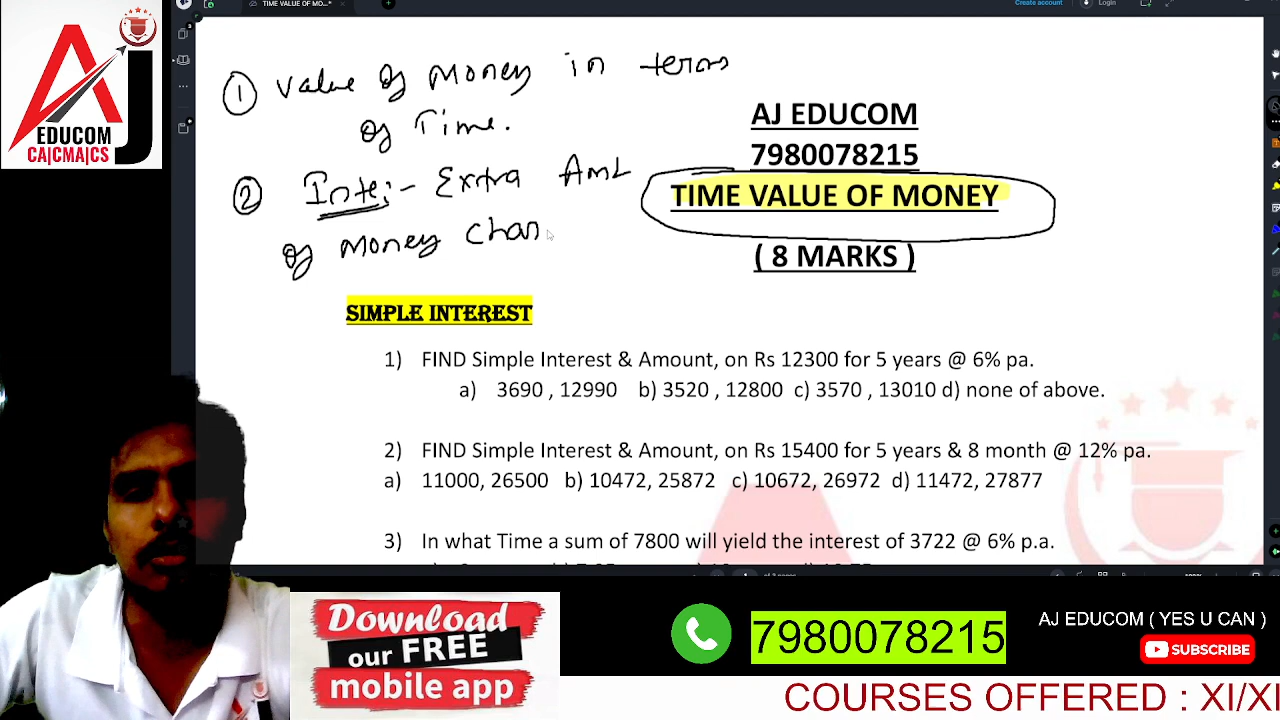 TIME VALUE OF MO...*
Create account
Login
EDUCOM
CA|CMA|CS
① Value of Money in terms
of Time.
② Inte:- Extra Amt
of Money Char
AJ EDUCOM
7980078215
TIME VALUE OF MONEY
( 8 MARKS )
SIMPLE INTEREST
1) FIND Simple Interest & Amount, on Rs 12300 for 5 years @ 6% pa.
a) 3690 , 12990 b) 3520 , 12800 c) 3570 , 13010 d) none of above.
2) FIND Simple Interest & Amount, on Rs 15400 for 5 years & 8 month @ 12% pa.
a) 11000, 26500 b) 10472, 25872 c) 10672, 26972 d) 11472, 27877
3) In what Time a sum of 7800 will yield the interest of 3722 @ 6% p.a.
Download
our FREE
mobile app
7980078215
AJ EDUCOM ( YES U CAN )
SUBSCRIBE
COURSES OFFERED : XI/XI